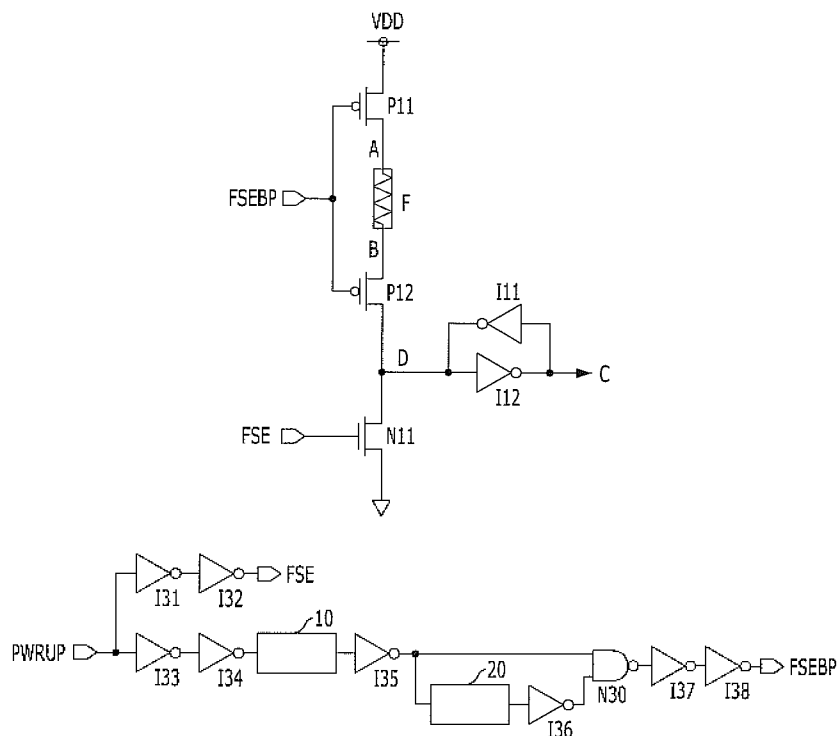 VDD
P11
A
FSEBP
F
B
P12
I11
D
C
I12
FSE
N11
FSE
I31
I32
10
PWRUP
I33
I34
I35
20
N30
I37
I38
FSEBP
I36